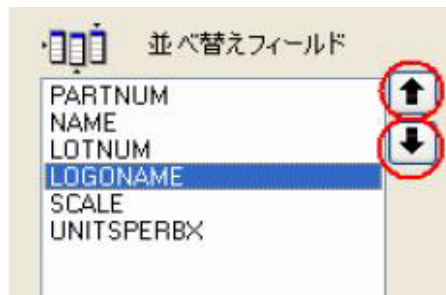 並べ替えフィールド
PARTNUM
NAME
LOTNUM
LOGONAME
SCALE
UNITSPERBX